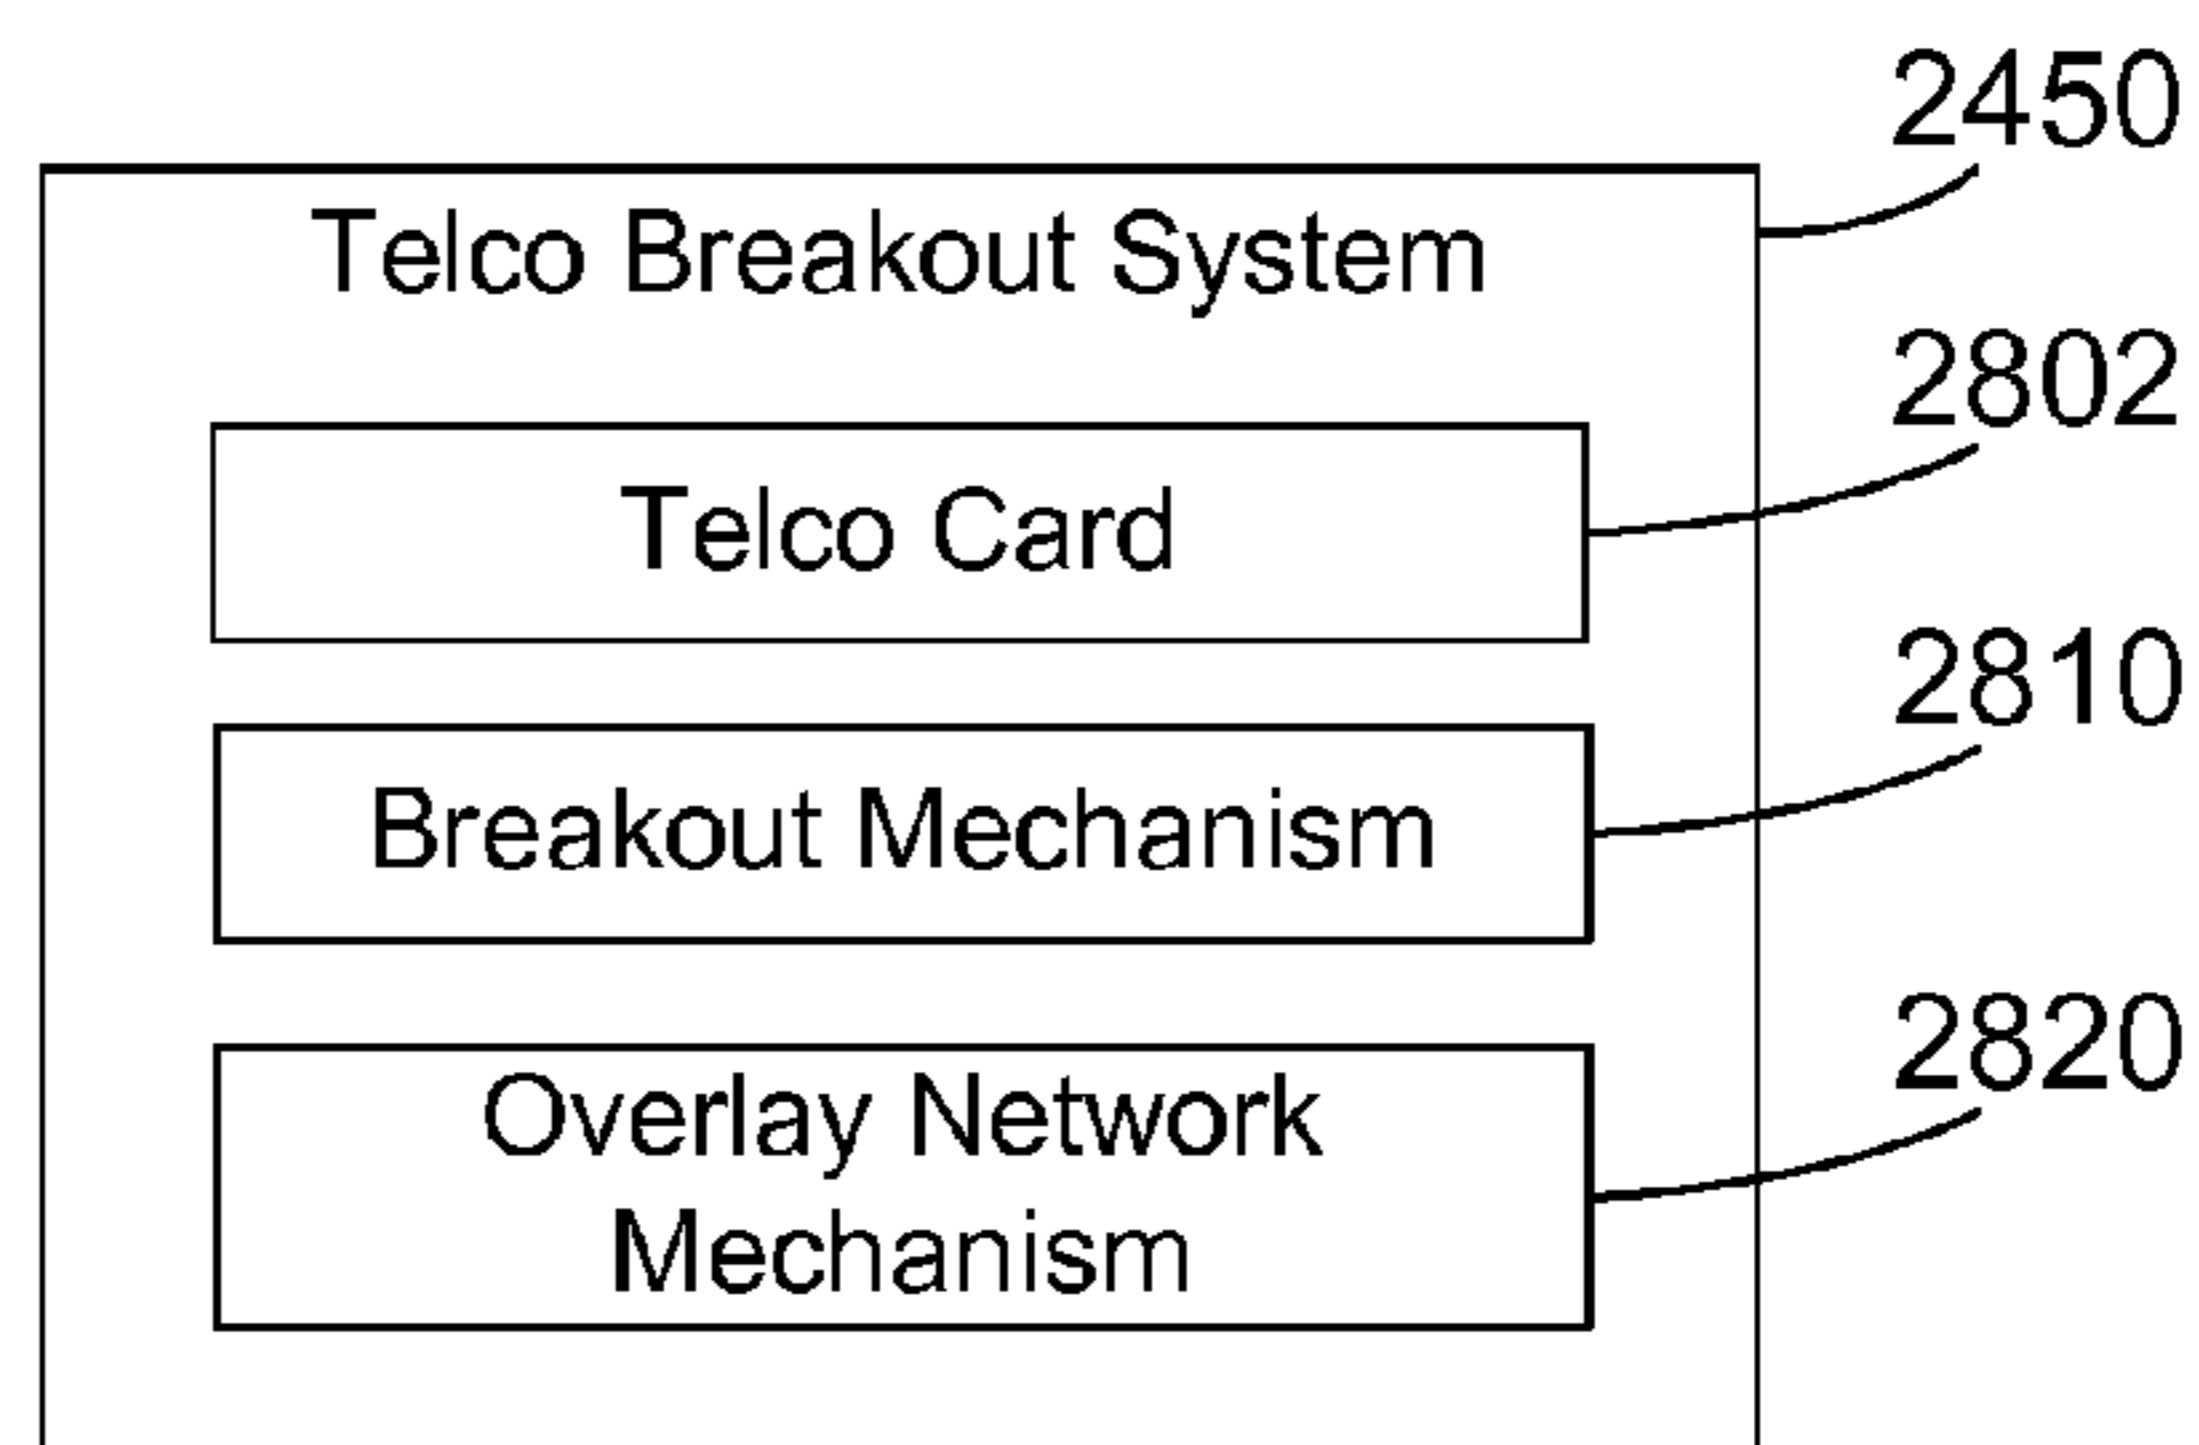 2450
Telco Breakout System
2802
Telco Card
2810
Breakout Mechanism
2820
Overlay Network
Mechanism